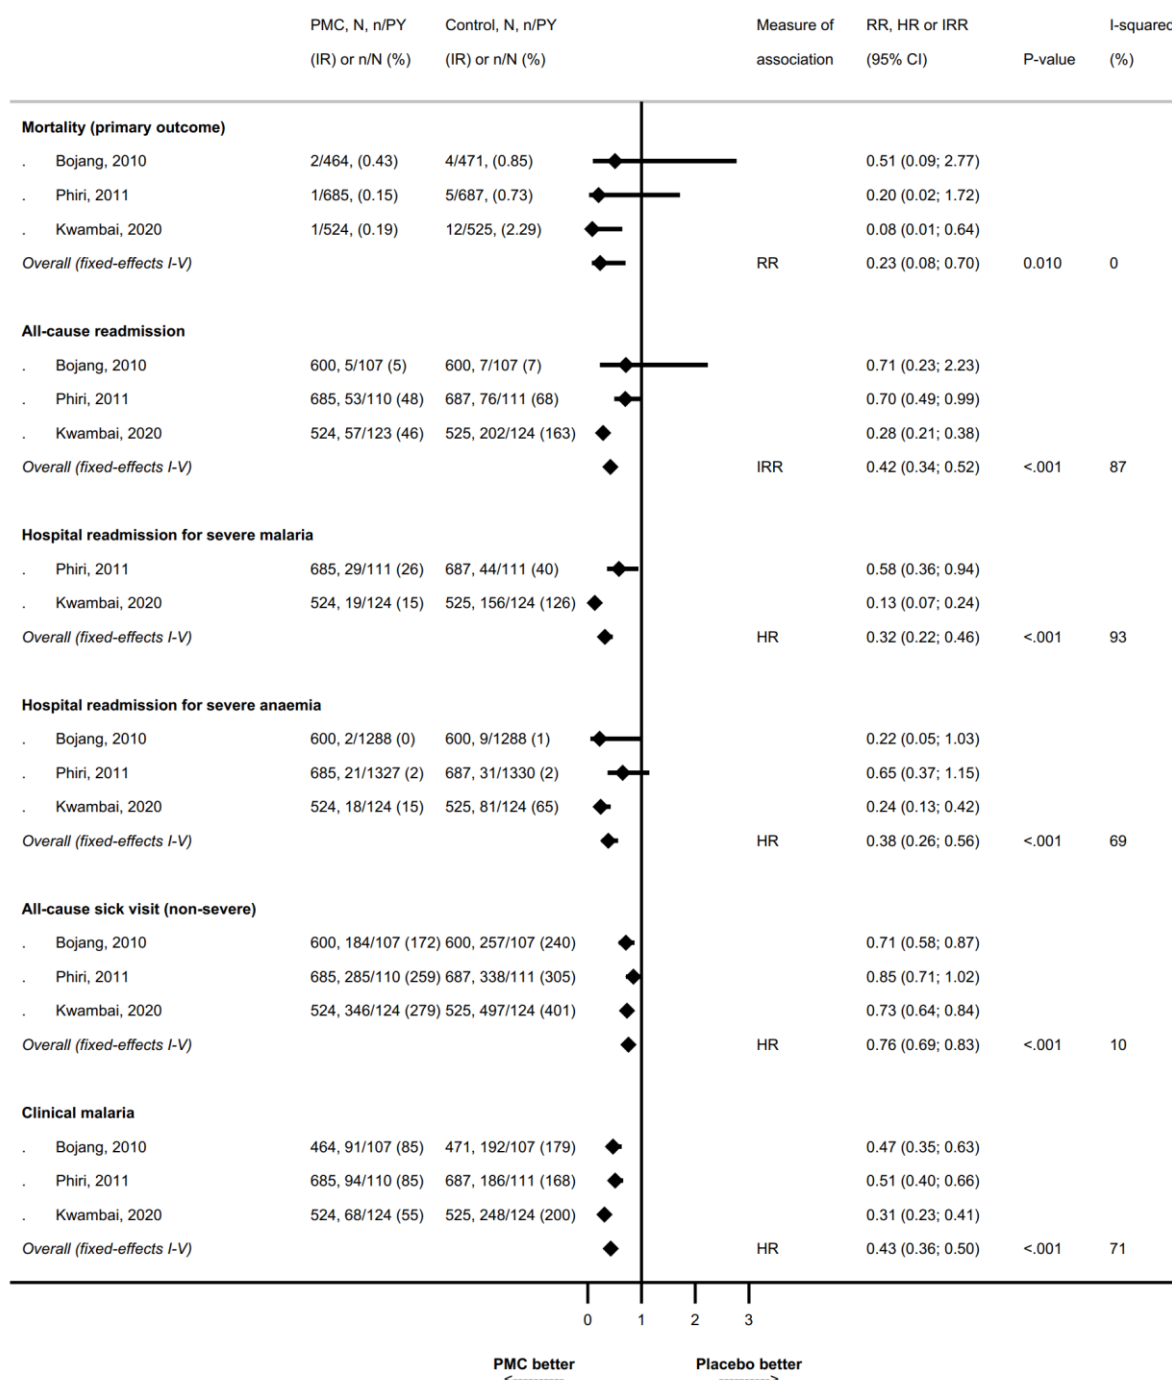 PMC, N, n/PY Control, N, n/PY Measure of RR, HR or IRR I-squared
(IR) or n/N (%) (IR) or n/N (%) association (95% CI) P-value (%)
Mortality (primary outcome)
. Bojang, 2010 2/464, (0.43) 4/471, (0.85) 0.51 (0.09; 2.77)
. Phiri, 2011 1/685, (0.15) 5/687, (0.73) 0.20 (0.02; 1.72)
. Kwambai, 2020 1/524, (0.19) 12/525, (2.29) 0.08 (0.01; 0.64)
Overall (fixed-effects I-V) RR 0.23 (0.08; 0.70) 0.010 0
All-cause readmission
. Bojang, 2010 600, 5/107 (5) 600, 7/107 (7) 0.71 (0.23; 2.23)
. Phiri, 2011 685, 53/110 (48) 687, 76/111 (68) 0.70 (0.49; 0.99)
. Kwambai, 2020 524, 57/123 (46) 525, 202/124 (163) 0.28 (0.21; 0.38)
Overall (fixed-effects I-V) IRR 0.42 (0.34; 0.52) <.001 87
Hospital readmission for severe malaria
. Phiri, 2011 685, 29/111 (26) 687, 44/111 (40) 0.58 (0.36; 0.94)
. Kwambai, 2020 524, 19/124 (15) 525, 156/124 (126) 0.13 (0.07; 0.24)
Overall (fixed-effects I-V) HR 0.32 (0.22; 0.46) <.001 93
Hospital readmission for severe anaemia
. Bojang, 2010 600, 2/1288 (0) 600, 9/1288 (1) 0.22 (0.05; 1.03)
. Phiri, 2011 685, 21/1327 (2) 687, 31/1330 (2) 0.65 (0.37; 1.15)
. Kwambai, 2020 524, 18/124 (15) 525, 81/124 (65) 0.24 (0.13; 0.42)
Overall (fixed-effects I-V) HR 0.38 (0.26; 0.56) <.001 69
All-cause sick visit (non-severe)
. Bojang, 2010 600, 184/107 (172) 600, 257/107 (240) 0.71 (0.58; 0.87)
. Phiri, 2011 685, 285/110 (259) 687, 338/111 (305) 0.85 (0.71; 1.02)
. Kwambai, 2020 524, 346/124 (279) 525, 497/124 (401) 0.73 (0.64; 0.84)
Overall (fixed-effects I-V) HR 0.76 (0.69; 0.83) <.001 10
Clinical malaria
. Bojang, 2010 464, 91/107 (85) 471, 192/107 (179) 0.47 (0.35; 0.63)
. Phiri, 2011 685, 94/110 (85) 687, 186/111 (168) 0.51 (0.40; 0.66)
. Kwambai, 2020 524, 68/124 (55) 525, 248/124 (200) 0.31 (0.23; 0.41)
Overall (fixed-effects I-V) HR 0.43 (0.36; 0.50) <.001 71
0 1 2 3
PMC better Placebo better
<---------- ---------->